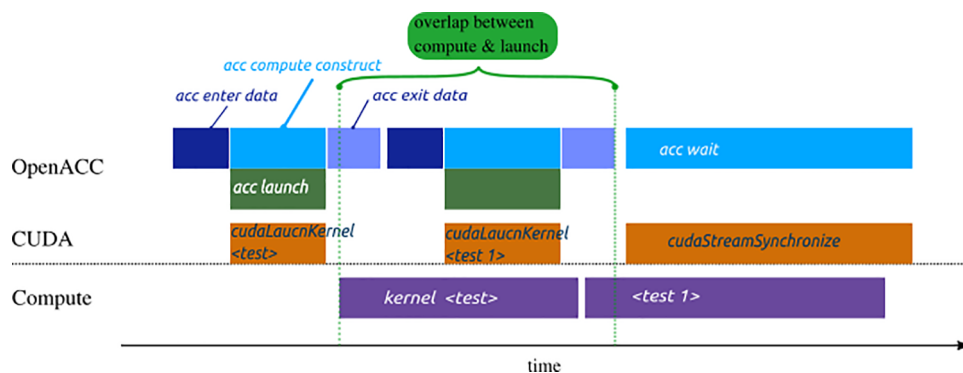 overlap between
compute & launch
acc compute construct
acc enter data
acc exit data
OpenACC
acc wait
acc launch
CUDA
cudaLaucnKernel
<test>
cudaLaucnKernel
<test 1>
cudaStreamSynchronize
Compute
kernel <test>
<test 1>
time